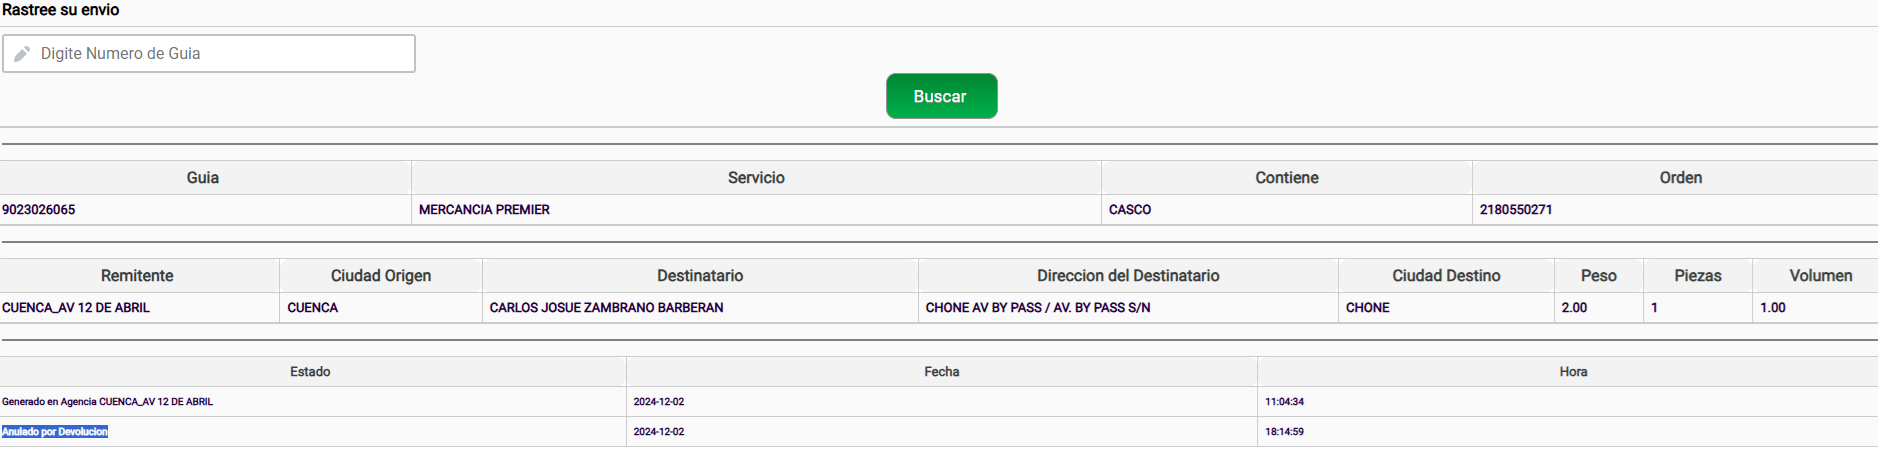 Rastree su envio
Digite Numero de Guia
Buscar
Guia Servicio Contiene Orden
9023026065 MERCANCIA PREMIER CASCO 2180550271
Remitente Ciudad Origen Destinatario Direccion del Destinatario Ciudad Destino Peso Piezas Volumen
CUENCA_AV 12 DE ABRIL CUENCA CARLOS JOSUE ZAMBRANO BARBERAN CHONE AV BY PASS / AV. BY PASS S/N CHONE 2.00 1 1.00
Estado Fecha Hora
Generado en Agencia CUENCA_AV 12 DE ABRIL 2024-12-02 11:04:34
Anulado por Devolucion 2024-12-02 18:14:59